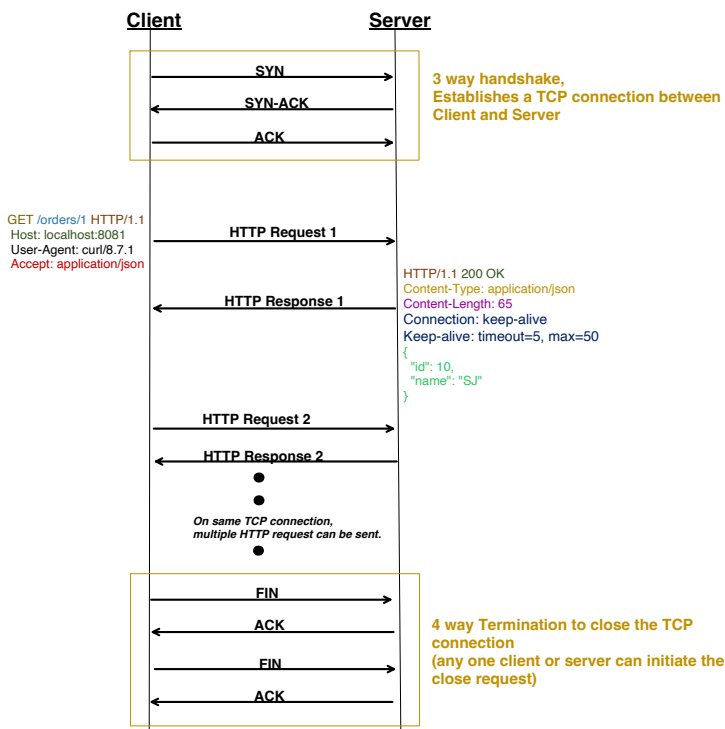 Client
Server
SYN
SYN-ACK
ACK
3 way handshake,
Establishes a TCP connection between
Client and Server
GET /orders/1 HTTP/1.1
Host: localhost:8081
User-Agent: curl/8.7.1
Accept: application/json
HTTP Request 1
HTTP Response 1
HTTP/1.1 200 OK
Content-Type: application/json
Content-Length: 65
Connection: keep-alive
Keep-alive: timeout=5, max=50
{
"id": 10,
"name": "SJ"
}
HTTP Request 2
HTTP Response 2
On same TCP connection,
multiple HTTP request can be sent.
FIN
ACK
FIN
ACK
4 way Termination to close the TCP
connection
(any one client or server can initiate the
close request)